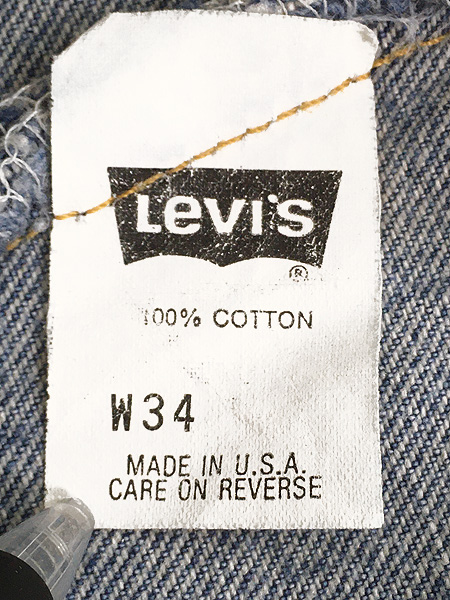 Levi's
®
100% COTTON
W34
MADE IN U.S.A.
CARE ON REVERSE